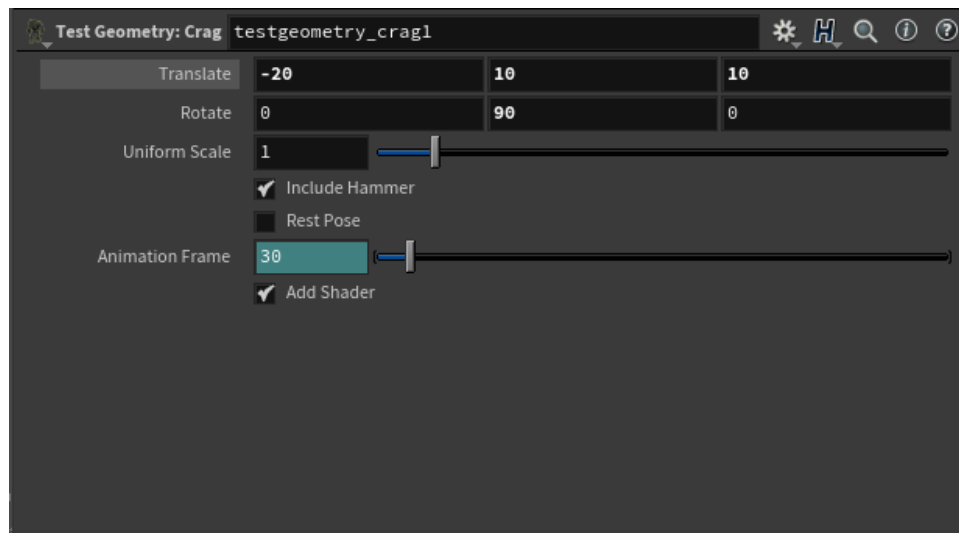 Test Geometry: Crag testgeometry_crag1
Translate -20 10 10
Rotate 0 90 0
Uniform Scale 1
Include Hammer
Rest Pose
Animation Frame 30
Add Shader